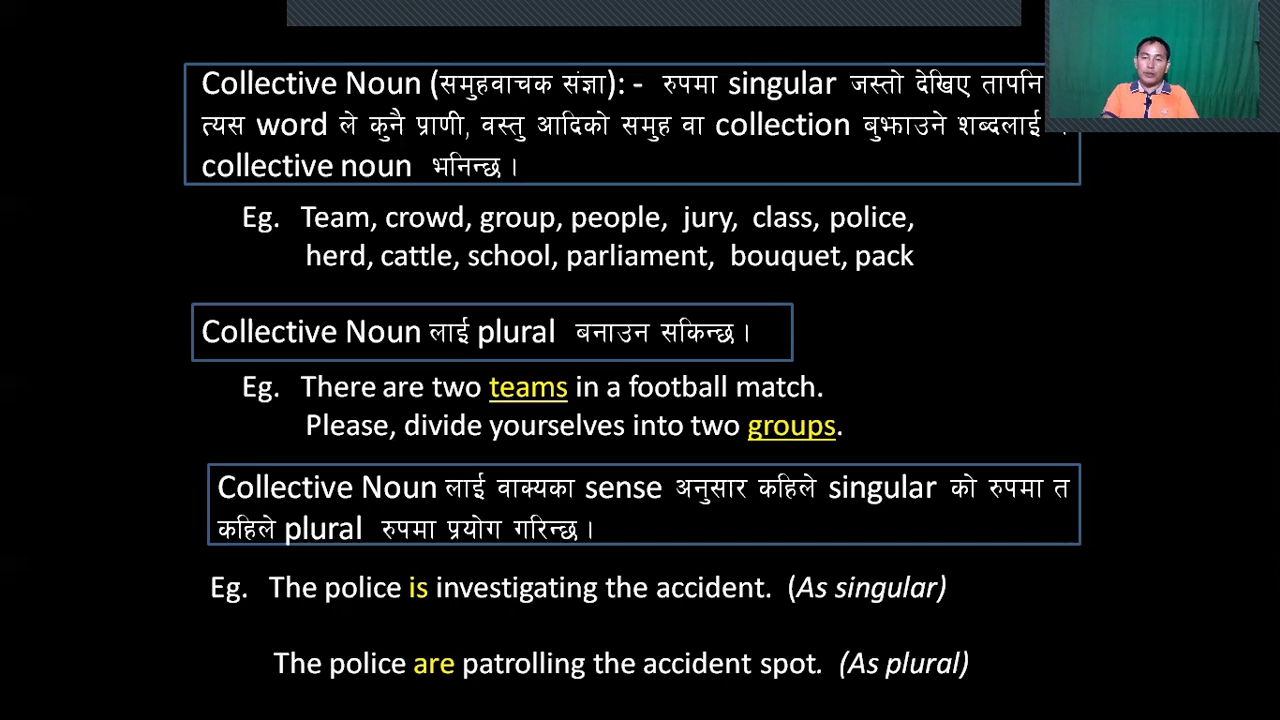 Collective Noun (समुहवाचक संज्ञा): - रुपमा singular जस्तो देखिए तापनि
त्यस word ले कुनै प्राणी, वस्तु आदिको समुह वा collection बुझाउने शब्दलाई
collective noun भनिन्छ ।
Eg. Team, crowd, group, people, jury, class, police,
herd, cattle, school, parliament, bouquet, pack
Collective Noun लाई plural बनाउन सकिन्छ ।
Eg. There are two teams in a football match.
Please, divide yourselves into two groups.
Collective Noun लाई वाक्यका sense अनुसार कहिले singular को रुपमा त
कहिले plural रुपमा प्रयोग गरिन्छ ।
Eg. The police is investigating the accident. (As singular)
The police are patrolling the accident spot. (As plural)